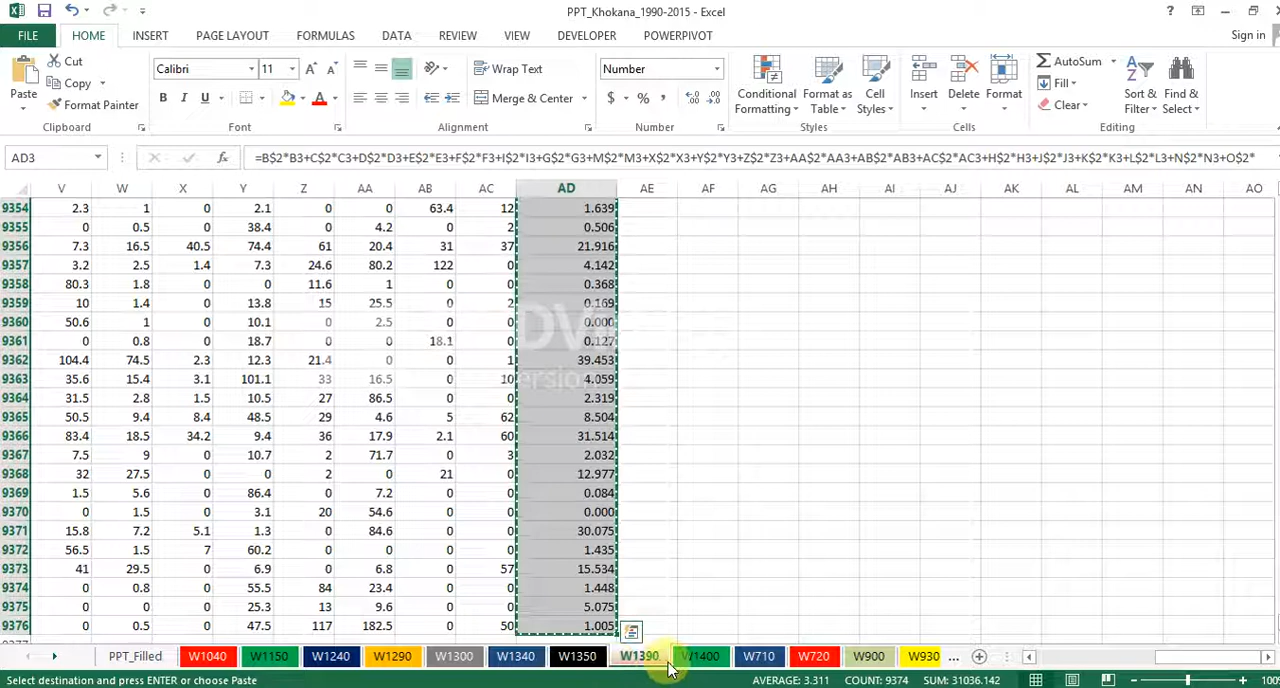 PPT_Khokana_1990-2015 - Excel
FILE HOME INSERT PAGE LAYOUT FORMULAS DATA REVIEW VIEW DEVELOPER POWERPIVOT Sign in
Cut
Copy
Format Painter
Paste
Clipboard
Calibri 11
B I U
Font
Wrap Text
Merge & Center
Alignment
Number
$ % ,
Number
Conditional Formatting
Format as Table
Cell Styles
Styles
Insert Delete Format
Cells
AutoSum
Fill
Clear
Sort & Filter
Find & Select
Editing
AD3 fx =B$2*B3+C$2*C3+D$2*D3+E$2*E3+F$2*F3+I$2*I3+G$2*G3+M$2*M3+X$2*X3+Y$2*Y3+Z$2*Z3+AA$2*AA3+AB$2*AB3+AC$2*AC3+H$2*H3+J$2*J3+K$2*K3+L$2*L3+N$2*N3+O$2*
V W X Y Z AA AB AC AD AE AF AG AH AI AJ AK AL AM AN AO
9354 2.3 1 0 2.1 0 0 63.4 12 1.639
9355 0 0.5 0 38.4 0 4.2 0 2 0.506
9356 7.3 16.5 40.5 74.4 61 20.4 31 37 21.916
9357 3.2 2.5 1.4 7.3 24.6 80.2 122 0 4.142
9358 80.3 1.8 0 0 11.6 1 0 0 0.368
9359 10 1.4 0 13.8 15 25.5 0 2 0.169
9360 50.6 1 0 10.1 0 2.5 0 0 0.000
9361 0 0.8 0 18.7 0 0 18.1 0 0.127
9362 104.4 74.5 2.3 12.3 21.4 0 0 1 39.453
9363 35.6 15.4 3.1 101.1 33 16.5 0 10 4.059
9364 31.5 2.8 1.5 10.5 27 86.5 0 0 2.319
9365 50.5 9.4 8.4 48.5 29 4.6 5 62 8.504
9366 83.4 18.5 34.2 9.4 36 17.9 2.1 60 31.514
9367 7.5 9 0 10.7 2 71.7 0 3 2.032
9368 32 27.5 0 0 2 0 21 0 12.977
9369 1.5 5.6 0 86.4 0 7.2 0 0 0.084
9370 0 1.5 0 3.1 20 54.6 0 0 0.000
9371 15.8 7.2 5.1 1.3 0 84.6 0 0 30.075
9372 56.5 1.5 7 60.2 0 0 0 0 1.435
9373 41 29.5 0 6.9 0 6.8 0 57 15.534
9374 0 0.8 0 55.5 84 23.4 0 0 1.448
9375 0 0 0 25.3 13 9.6 0 0 5.075
9376 0 0.5 0 47.5 117 182.5 0 50 1.005
PPT_Filled W1040 W1150 W1240 W1290 W1300 W1340 W1350 W1390 W1400 W710 W720 W900 W930 ...
Select destination and press ENTER or choose Paste AVERAGE: 3.311 COUNT: 9374 SUM: 31036.142